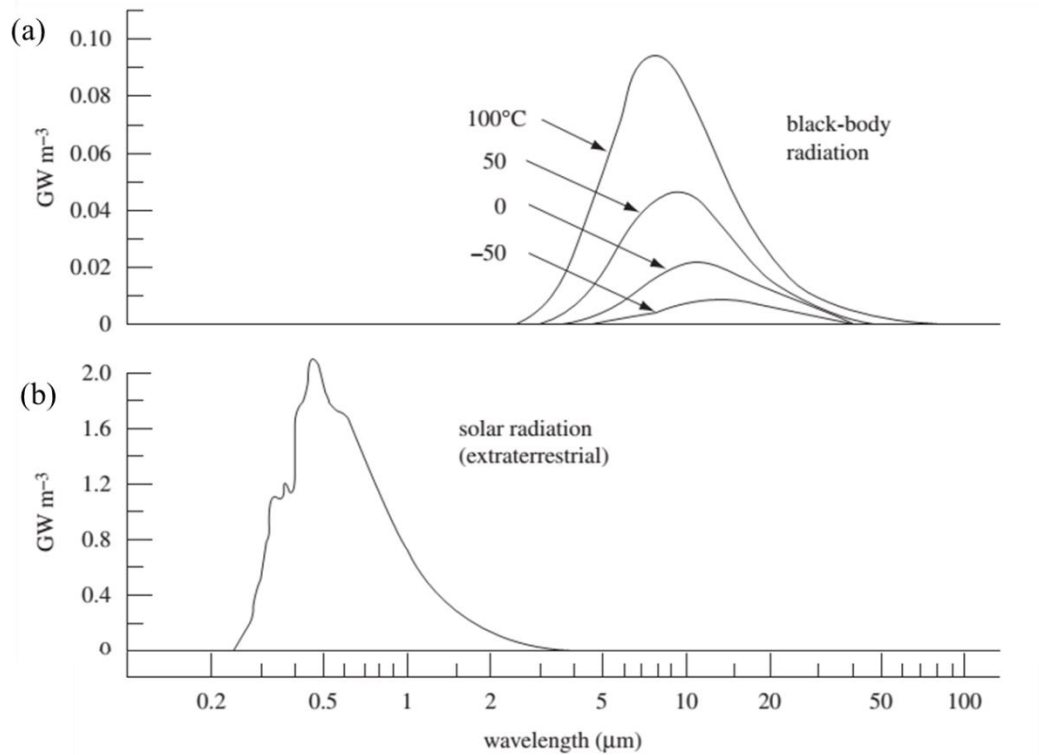 (a)
0.10
0.08
0.06
0.04
0.02
0
GW m⁻³
100°C
50
0
−50
black-body
radiation
(b)
2.0
1.6
1.2
0.8
0.4
0
GW m⁻³
solar radiation
(extraterrestrial)
0.2 0.5 1 2 5 10 20 50 100
wavelength (μm)